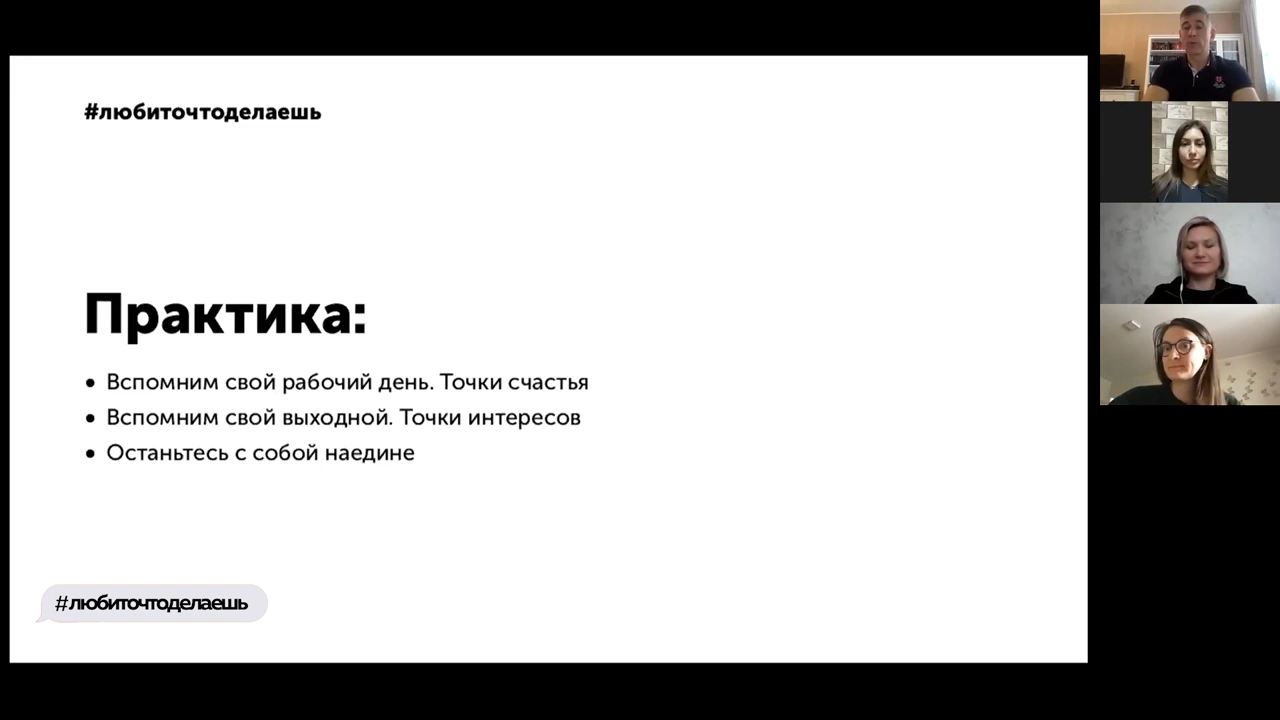 #любиточтоделаешь
Практика:
• Вспомним свой рабочий день. Точки счастья
• Вспомним свой выходной. Точки интересов
• Останьтесь с собой наедине
#любиточтоделаешь